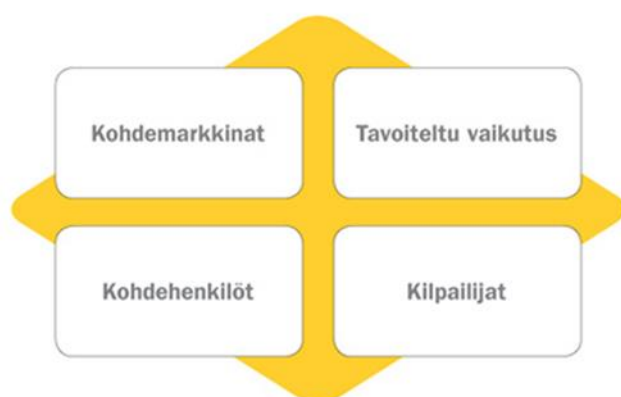 Kohdemarkkinat
Tavoiteltu vaikutus
Kohdehenkilöt
Kilpailijat